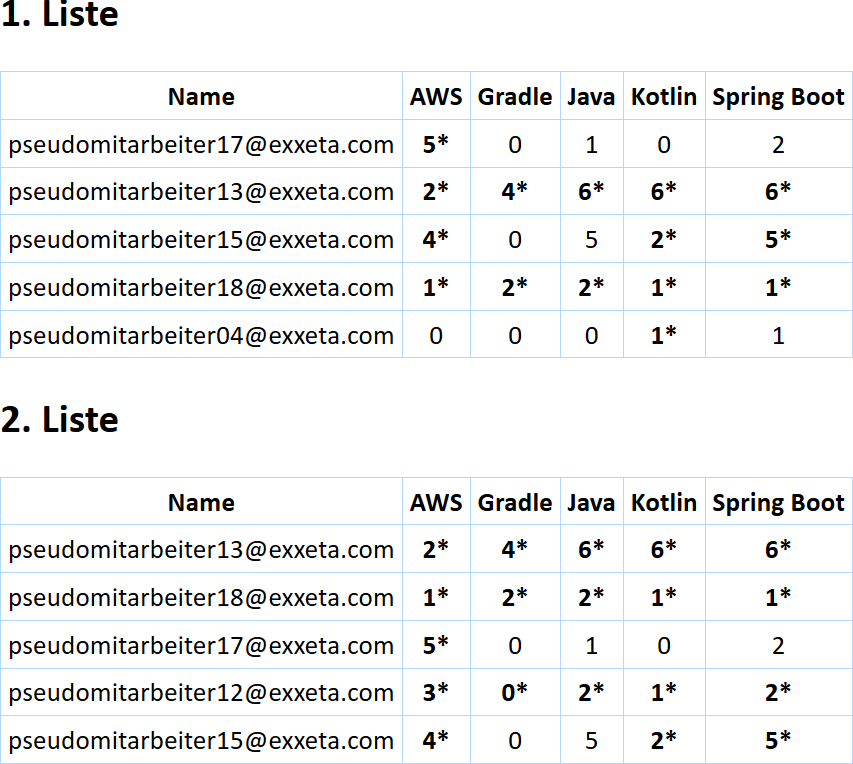 1. Liste
Name AWS Gradle Java Kotlin Spring Boot
pseudomitarbeiter17@exxeta.com 5* 0 1 0 2
pseudomitarbeiter13@exxeta.com 2* 4* 6* 6* 6*
pseudomitarbeiter15@exxeta.com 4* 0 5 2* 5*
pseudomitarbeiter18@exxeta.com 1* 2* 2* 1* 1*
pseudomitarbeiter04@exxeta.com 0 0 0 1* 1
2. Liste
Name AWS Gradle Java Kotlin Spring Boot
pseudomitarbeiter13@exxeta.com 2* 4* 6* 6* 6*
pseudomitarbeiter18@exxeta.com 1* 2* 2* 1* 1*
pseudomitarbeiter17@exxeta.com 5* 0 1 0 2
pseudomitarbeiter12@exxeta.com 3* 0* 2* 1* 2*
pseudomitarbeiter15@exxeta.com 4* 0 5 2* 5*